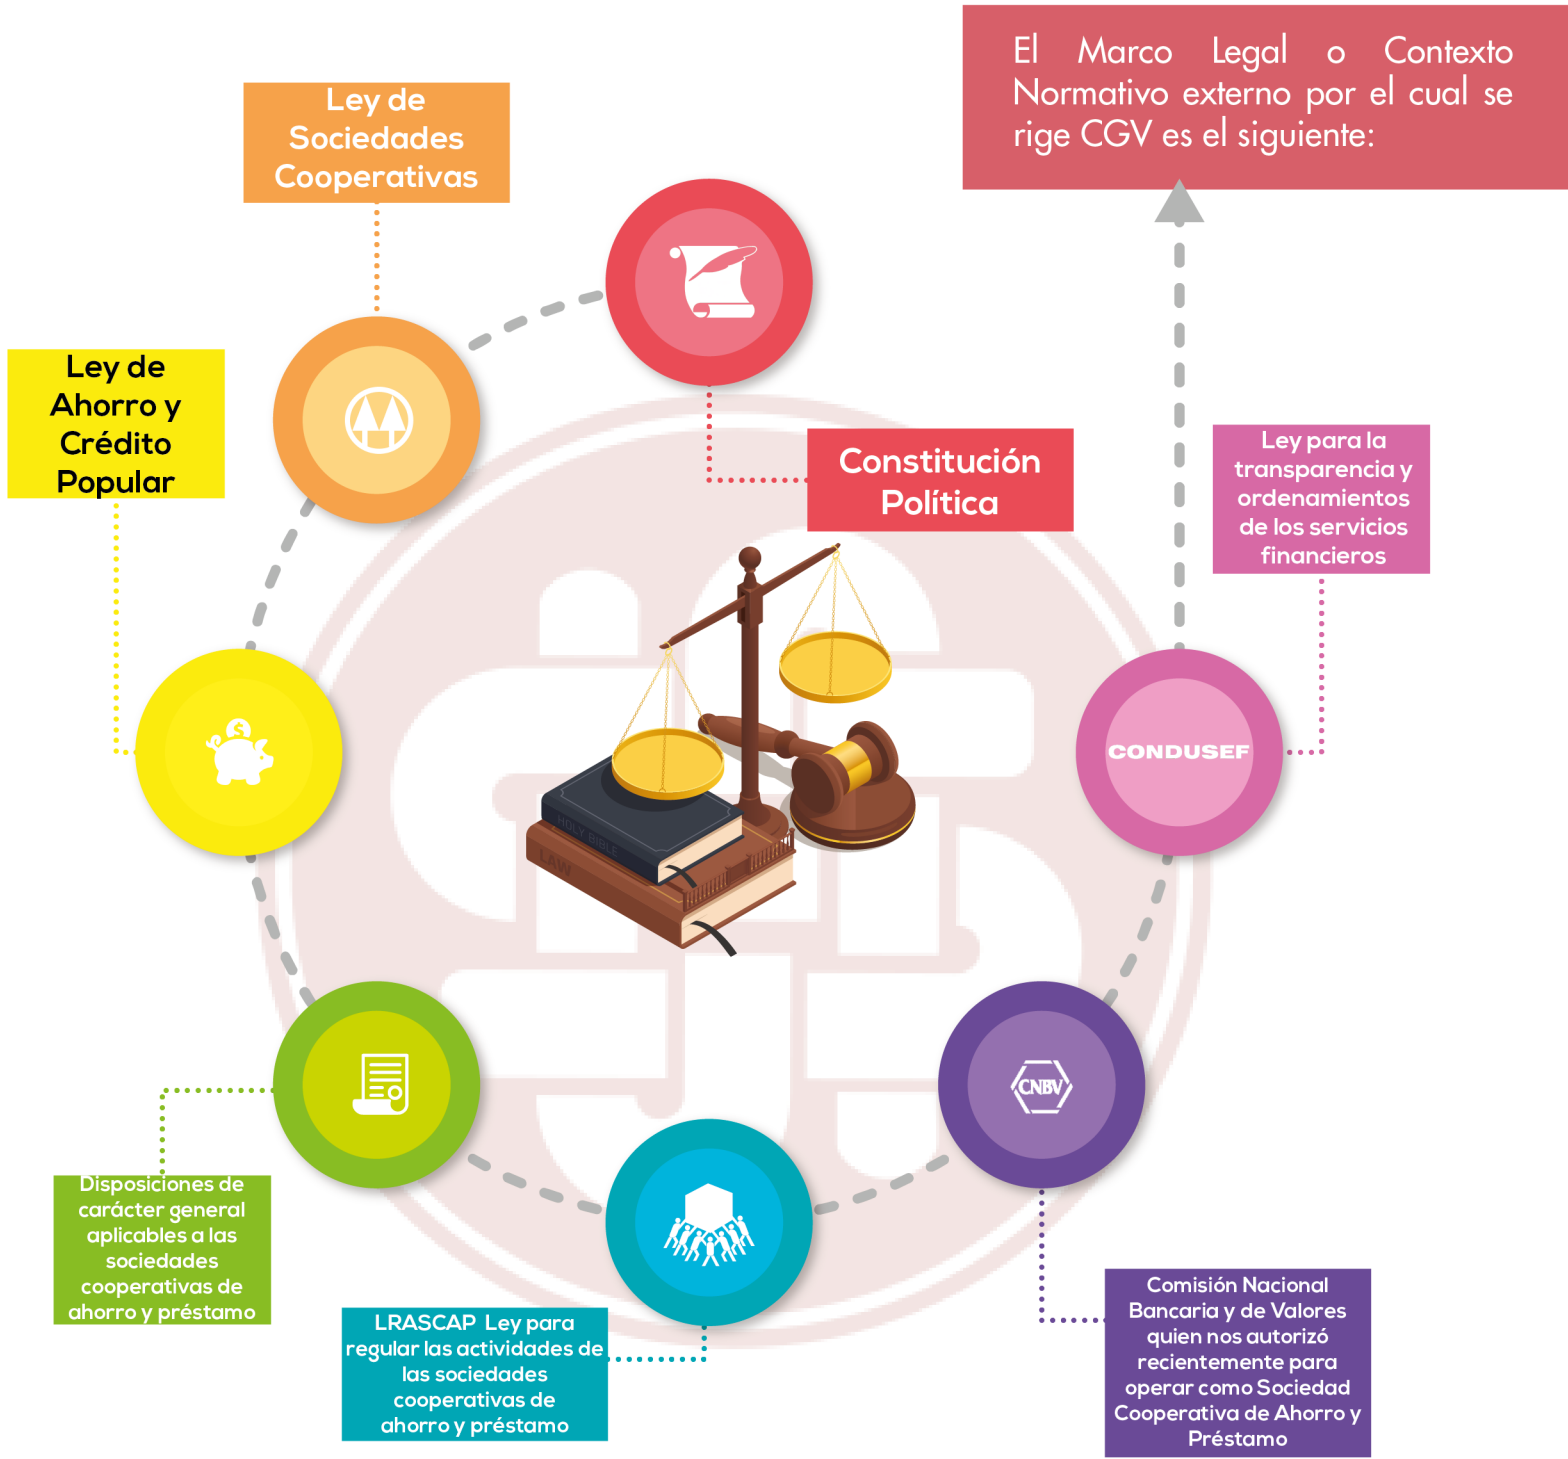 El Marco Legal o Contexto
Normativo externo por el cual se
rige CGV es el siguiente:
Ley de
Sociedades
Cooperativas
Ley de
Ahorro y
Crédito
Popular
Constitución
Política
Ley para la
transparencia y
ordenamientos
de los servicios
financieros
CONDUSEF
HOLY BIBLE
LAW
CNBV
Disposiciones de
carácter general
aplicables a las
sociedades
cooperativas de
ahorro y préstamo
LRASCAP Ley para
regular las actividades de
las sociedades
cooperativas de
ahorro y préstamo
Comisión Nacional
Bancaria y de Valores
quien nos autorizó
recientemente para
operar como Sociedad
Cooperativa de Ahorro y
Préstamo